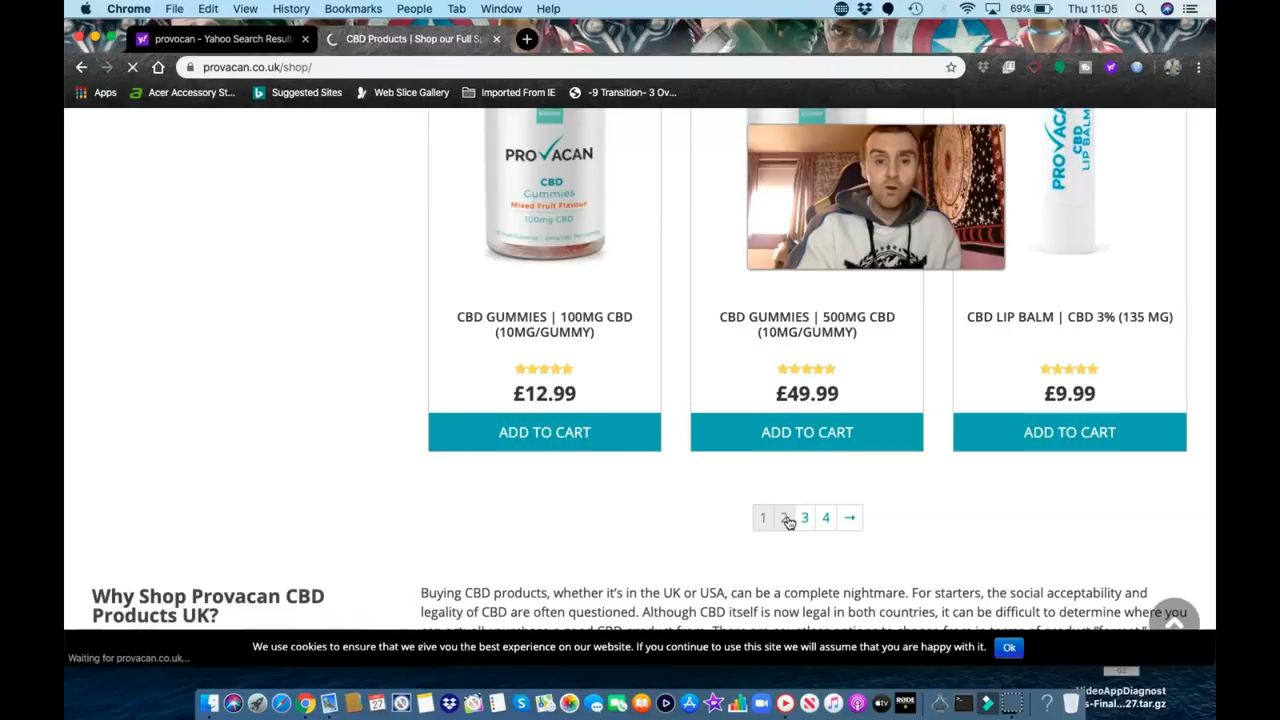 Chrome File Edit View History Bookmarks People Tab Window Help 69% Thu 11:05
provocan - Yahoo Search Result
CBD Products | Shop our Full Sp
provacan.co.uk/shop/
Apps Acer Accessory St... Suggested Sites Web Slice Gallery Imported From IE -9 Transition- 3 Ov...
PROVACAN
CBD
Gummies
Mixed Fruit Flavour
100mg CBD
PROVACAN
CBD
LIP BALM
CBD GUMMIES | 100MG CBD
(10MG/GUMMY)
£12.99
ADD TO CART
CBD GUMMIES | 500MG CBD
(10MG/GUMMY)
£49.99
ADD TO CART
CBD LIP BALM | CBD 3% (135 MG)
£9.99
ADD TO CART
1 2 3 4 →
Why Shop Provacan CBD
Products UK?
Buying CBD products, whether it's in the UK or USA, can be a complete nightmare. For starters, the social acceptability and
legality of CBD are often questioned. Although CBD itself is now legal in both countries, it can be difficult to determine where you
We use cookies to ensure that we give you the best experience on our website. If you continue to use this site we will assume that you are happy with it. Ok
Waiting for provacan.co.uk...
VideoAppDiagnost
s-Final...27.tar.gz